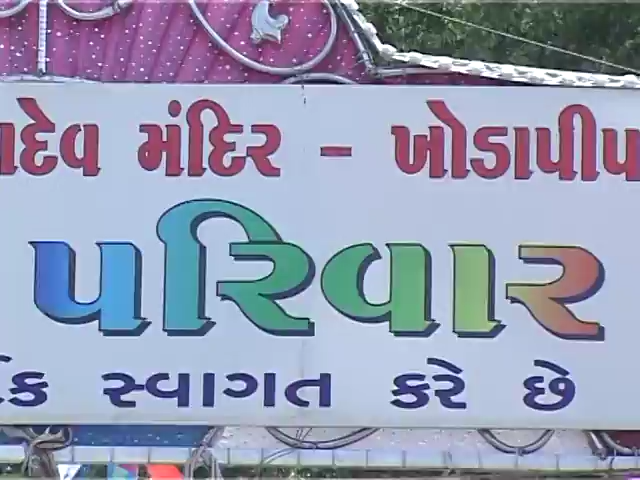 દેવ મંદિર - ખોડાપીપ
પરિવાર
ર્દિક સ્વાગત કરે છે